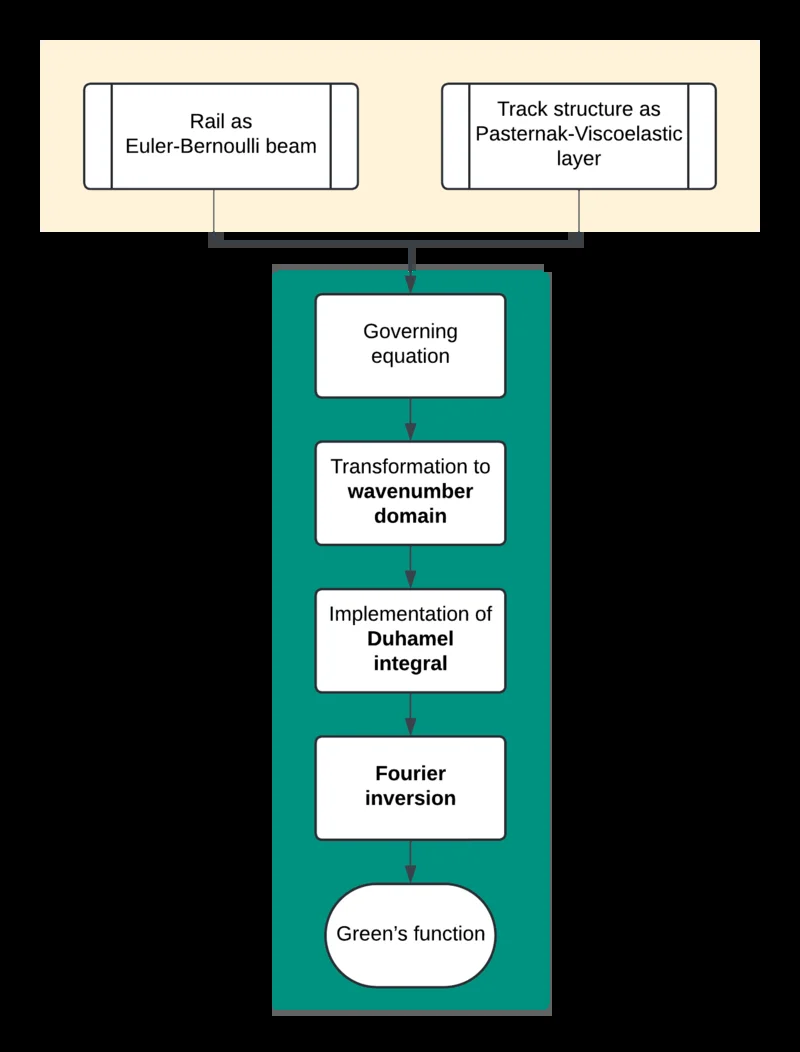 Rail as
Euler-Bernoulli beam
Track structure as
Pasternak-Viscoelastic
layer
Governing
equation
Transformation to
wavenumber
domain
Implementation of
Duhamel
integral
Fourier
inversion
Green’s function